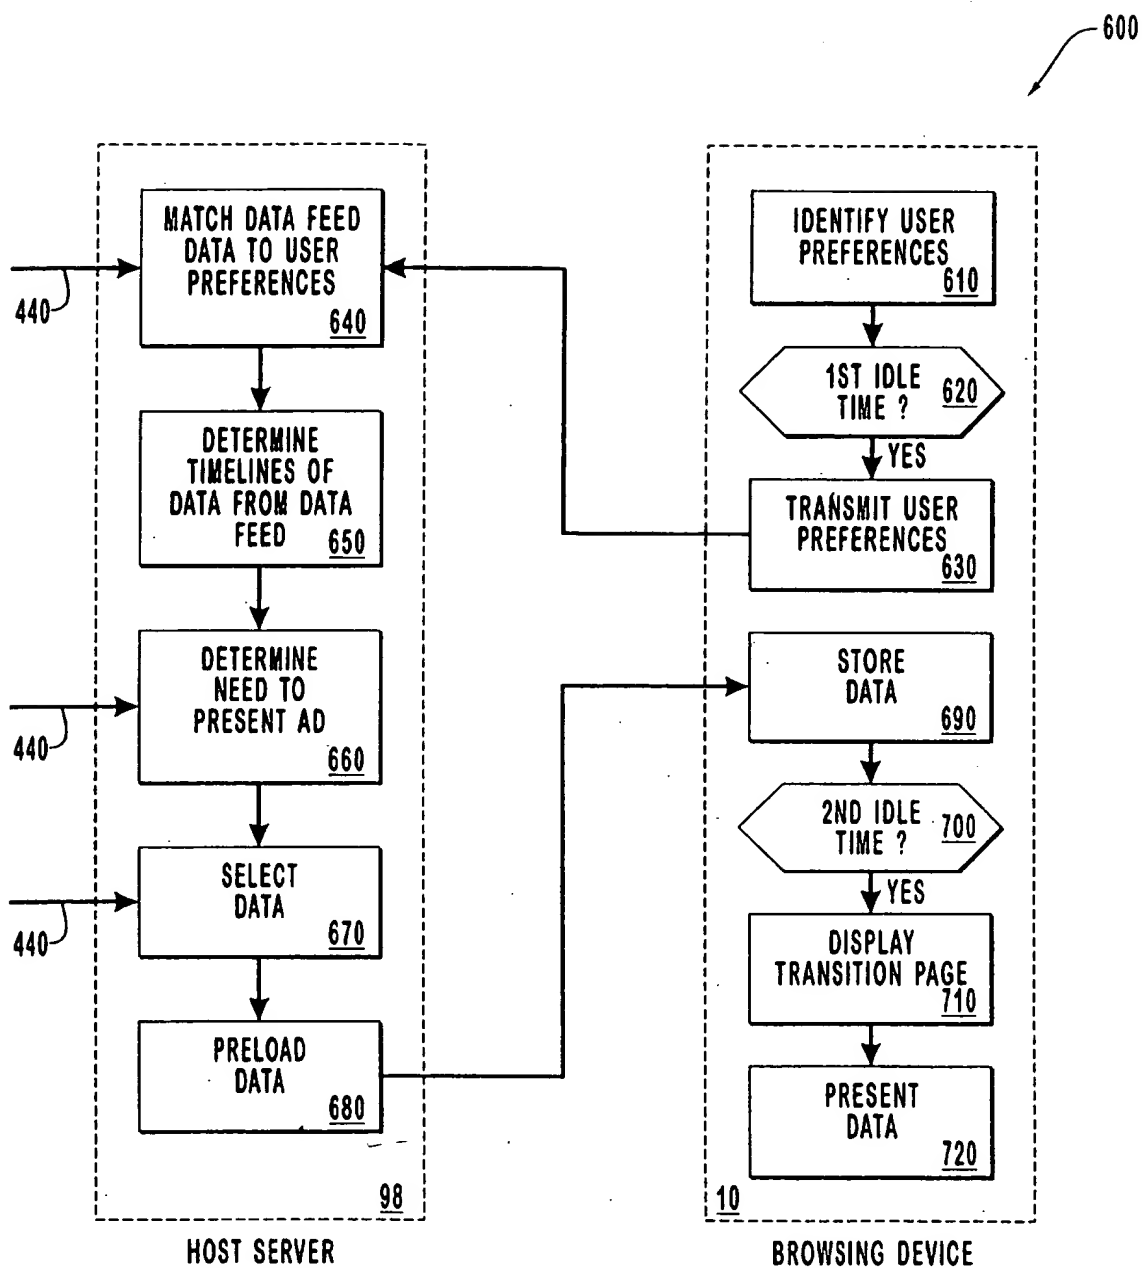 600
MATCH DATA FEED
DATA TO USER
PREFERENCES
640
440
DETERMINE
TIMELINES OF
DATA FROM DATA
FEED
650
DETERMINE
NEED TO
PRESENT AD
660
440
SELECT
DATA
670
440
PRELOAD
DATA
680
98
HOST SERVER
IDENTIFY USER
PREFERENCES
610
1ST IDLE
TIME ?
620
YES
TRANSMIT USER
PREFERENCES
630
STORE
DATA
690
2ND IDLE
TIME ?
700
YES
DISPLAY
TRANSITION PAGE
710
PRESENT
DATA
720
10
BROWSING DEVICE